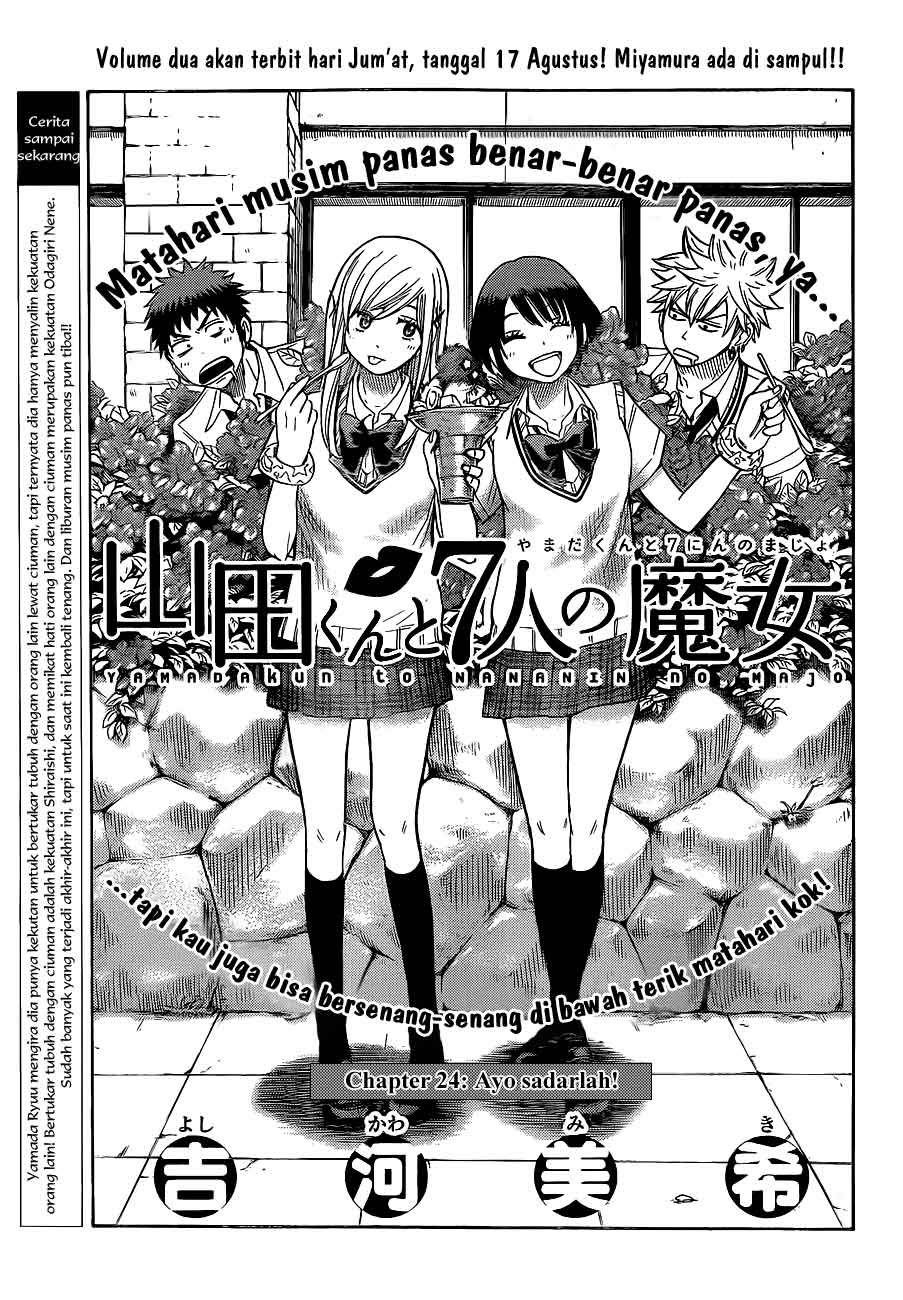 Volume dua akan terbit hari Jum'at, tanggal 17 Agustus! Miyamura ada di sampul!!
Cerita
sampai
sekarang
Yamada Ryuu mengira dia punya kekutan untuk bertukar tubuh dengan orang lain lewat ciuman, tapi ternyata dia hanya menyalin kekuatan
orang lain! Bertukar tubuh dengan ciuman adalah kekuatan Shiraishi, dan memikat hati orang lain dengan ciuman merupakan kekuatan Odagiri Nene.
Sudah banyak yang terjadi akhir-akhir ini, tapi untuk saat ini kembali tenang. Dan liburan musim panas pun tiba!!
Matahari musim panas benar-benar panas, ya...
やまだくんと7にんのまじょ
山田くんと7人の魔女
YAMADAKUN to NANANIN no MAJO
...tapi kau juga bisa bersenang-senang di bawah terik matahari kok!
Chapter 24: Ayo sadarlah!
よし かわ み き
吉河美希